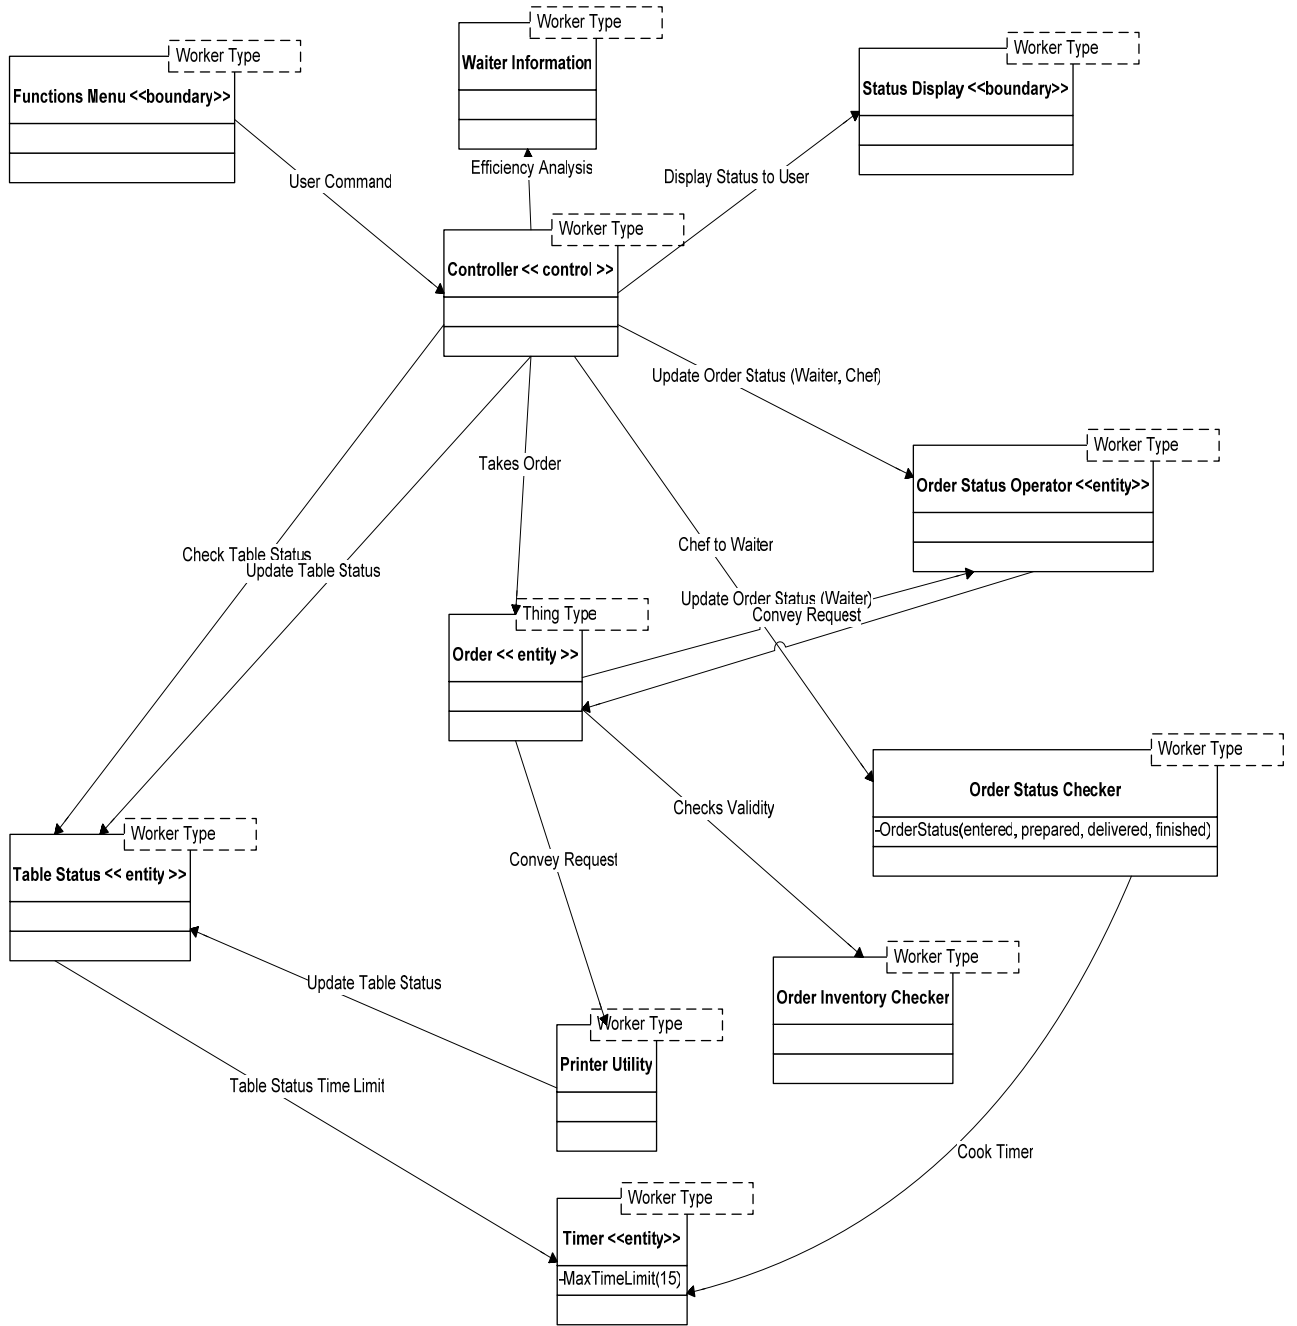 Worker Type
Waiter Information
Worker Type
Status Display <<boundary>>
Worker Type
Functions Menu <<boundary>>
Efficiency Analysis
User Command
Display Status to User
Worker Type
Controller << control >>
Update Order Status (Waiter, Chef)
Worker Type
Order Status Operator <<entity>>
Takes Order
Chef to Waiter
Check Table Status
Update Table Status
Update Order Status (Waiter)
Convey Request
Thing Type
Order << entity >>
Worker Type
Order Status Checker
-OrderStatus(entered, prepared, delivered, finished)
Checks Validity
Worker Type
Table Status << entity >>
Convey Request
Worker Type
Order Inventory Checker
Update Table Status
Worker Type
Printer Utility
Table Status Time Limit
Cook Timer
Worker Type
Timer <<entity>>
-MaxTimeLimit(15)